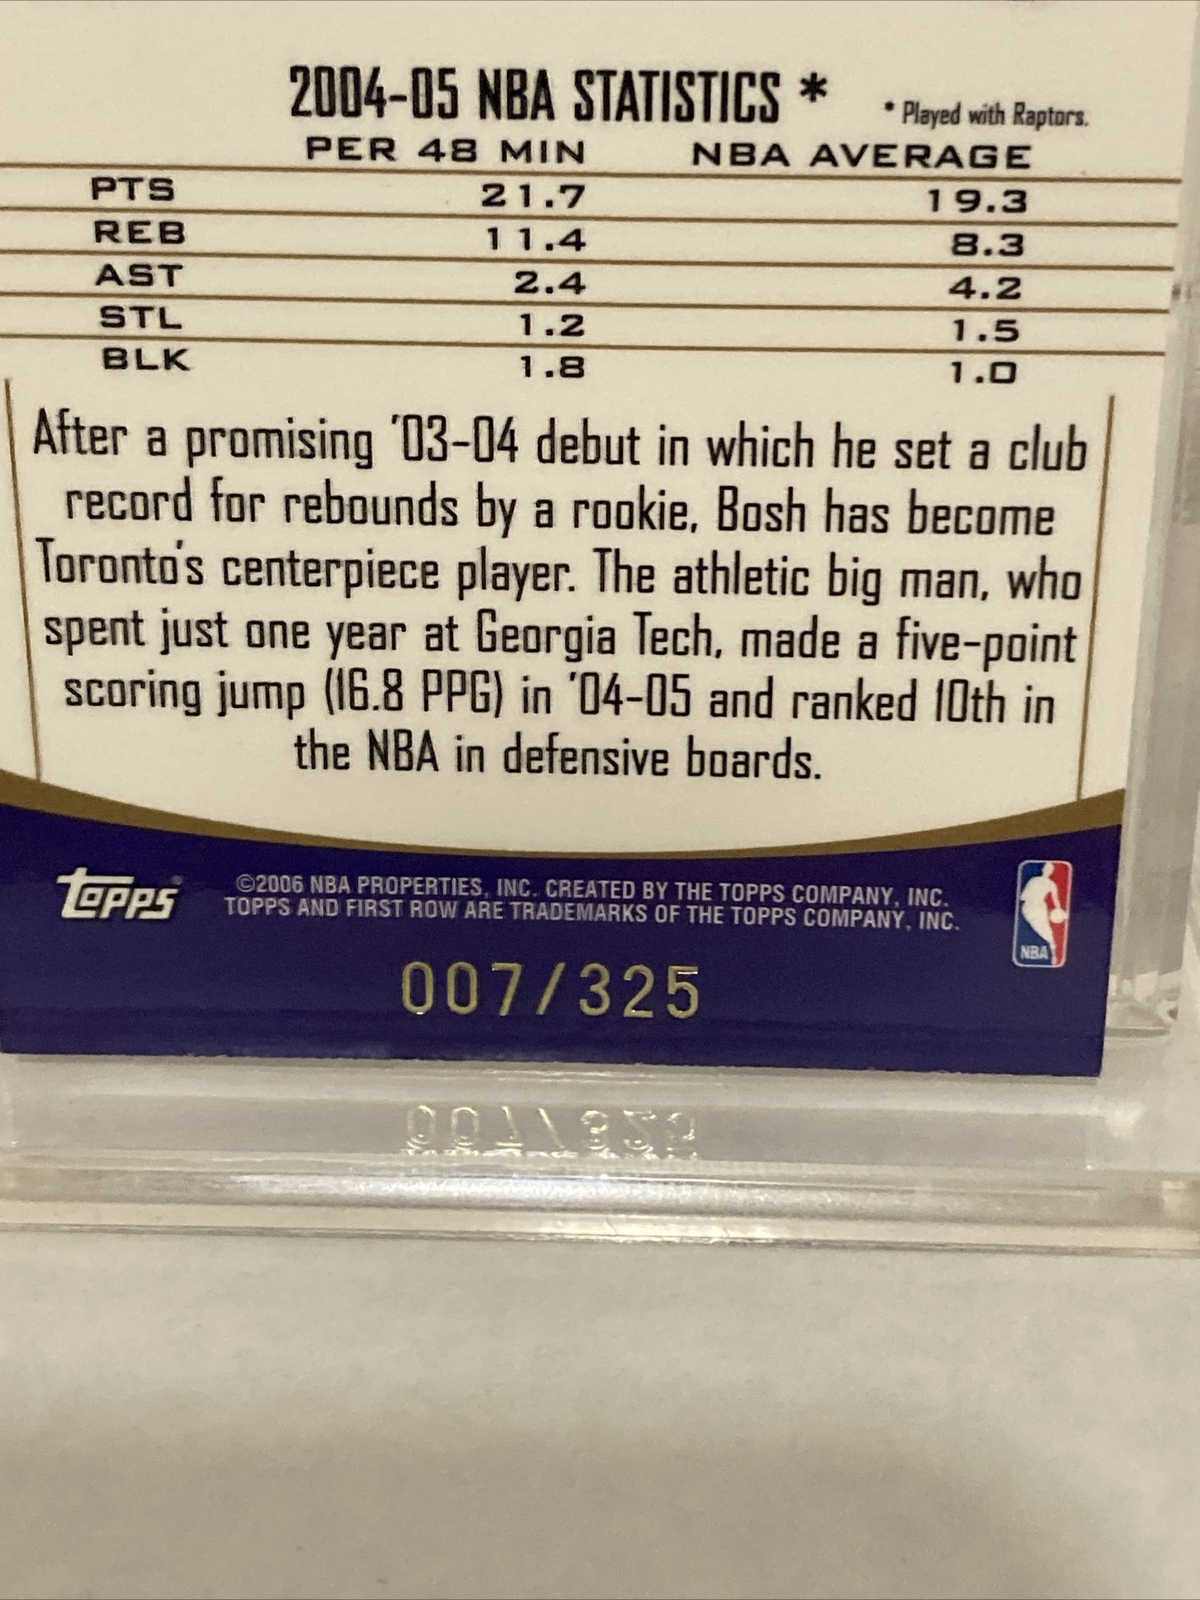 2004-05 NBA STATISTICS * * Played with Raptors.
PER 48 MIN NBA AVERAGE
PTS 21.7 19.3
REB 11.4 8.3
AST 2.4 4.2
STL 1.2 1.5
BLK 1.8 1.0
After a promising '03-04 debut in which he set a club
record for rebounds by a rookie, Bosh has become
Toronto's centerpiece player. The athletic big man, who
spent just one year at Georgia Tech, made a five-point
scoring jump (16.8 PPG) in '04-05 and ranked 10th in
the NBA in defensive boards.
Topps ©2006 NBA PROPERTIES, INC. CREATED BY THE TOPPS COMPANY, INC.
TOPPS AND FIRST ROW ARE TRADEMARKS OF THE TOPPS COMPANY, INC.
NBA
007/325